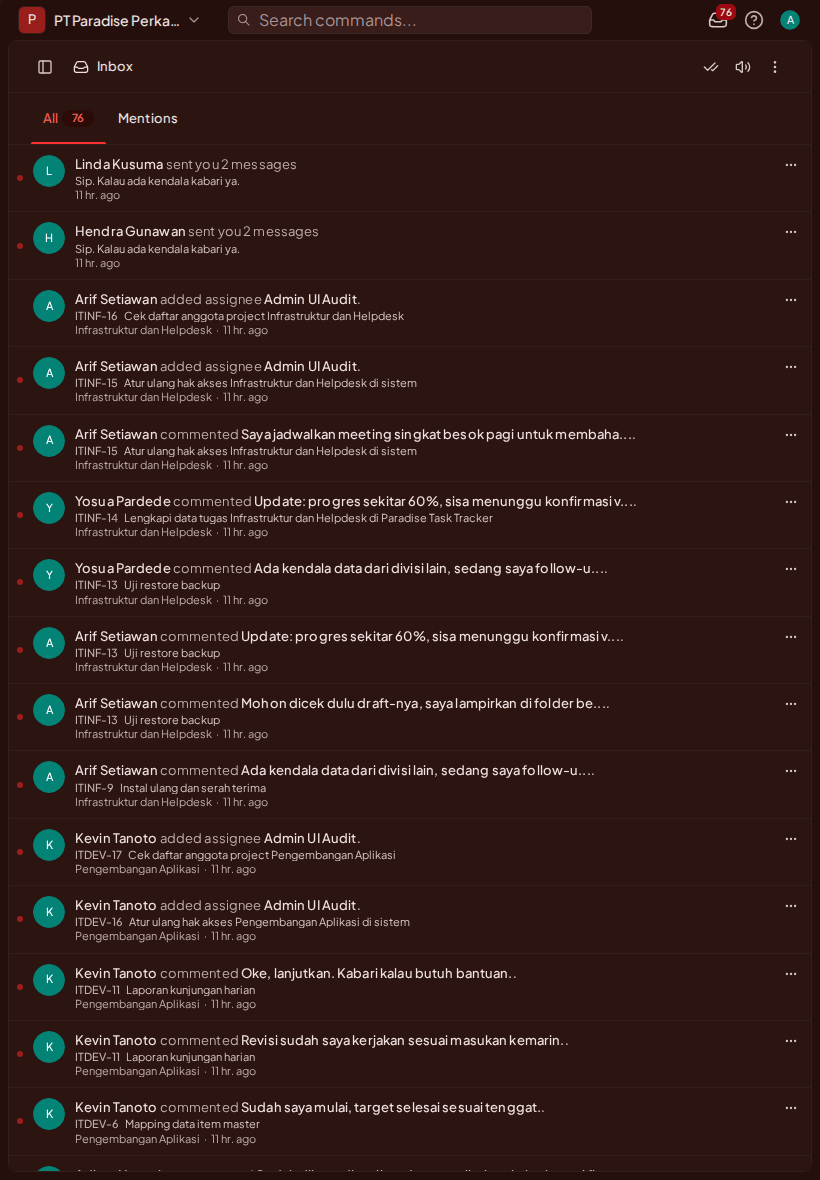 P PT Paradise Perka... Search commands... 76 A
Inbox
All 76 Mentions
L Linda Kusuma sent you 2 messages
Sip. Kalau ada kendala kabari ya.
11 hr. ago
H Hendra Gunawan sent you 2 messages
Sip. Kalau ada kendala kabari ya.
11 hr. ago
A Arif Setiawan added assignee Admin UI Audit.
ITINF-16 Cek daftar anggota project Infrastruktur dan Helpdesk
Infrastruktur dan Helpdesk · 11 hr. ago
A Arif Setiawan added assignee Admin UI Audit.
ITINF-15 Atur ulang hak akses Infrastruktur dan Helpdesk di sistem
Infrastruktur dan Helpdesk · 11 hr. ago
A Arif Setiawan commented Saya jadwalkan meeting singkat besok pagi untuk membaha....
ITINF-15 Atur ulang hak akses Infrastruktur dan Helpdesk di sistem
Infrastruktur dan Helpdesk · 11 hr. ago
Y Yosua Pardede commented Update: progres sekitar 60%, sisa menunggu konfirmasi v....
ITINF-14 Lengkapi data tugas Infrastruktur dan Helpdesk di Paradise Task Tracker
Infrastruktur dan Helpdesk · 11 hr. ago
Y Yosua Pardede commented Ada kendala data dari divisi lain, sedang saya follow-u....
ITINF-13 Uji restore backup
Infrastruktur dan Helpdesk · 11 hr. ago
A Arif Setiawan commented Update: progres sekitar 60%, sisa menunggu konfirmasi v....
ITINF-13 Uji restore backup
Infrastruktur dan Helpdesk · 11 hr. ago
A Arif Setiawan commented Mohon dicek dulu draft-nya, saya lampirkan di folder be....
ITINF-13 Uji restore backup
Infrastruktur dan Helpdesk · 11 hr. ago
A Arif Setiawan commented Ada kendala data dari divisi lain, sedang saya follow-u....
ITINF-9 Instal ulang dan serah terima
Infrastruktur dan Helpdesk · 11 hr. ago
K Kevin Tanoto added assignee Admin UI Audit.
ITDEV-17 Cek daftar anggota project Pengembangan Aplikasi
Pengembangan Aplikasi · 11 hr. ago
K Kevin Tanoto added assignee Admin UI Audit.
ITDEV-16 Atur ulang hak akses Pengembangan Aplikasi di sistem
Pengembangan Aplikasi · 11 hr. ago
K Kevin Tanoto commented Oke, lanjutkan. Kabari kalau butuh bantuan..
ITDEV-11 Laporan kunjungan harian
Pengembangan Aplikasi · 11 hr. ago
K Kevin Tanoto commented Revisi sudah saya kerjakan sesuai masukan kemarin..
ITDEV-11 Laporan kunjungan harian
Pengembangan Aplikasi · 11 hr. ago
K Kevin Tanoto commented Sudah saya mulai, target selesai sesuai tenggat..
ITDEV-6 Mapping data item master
Pengembangan Aplikasi · 11 hr. ago